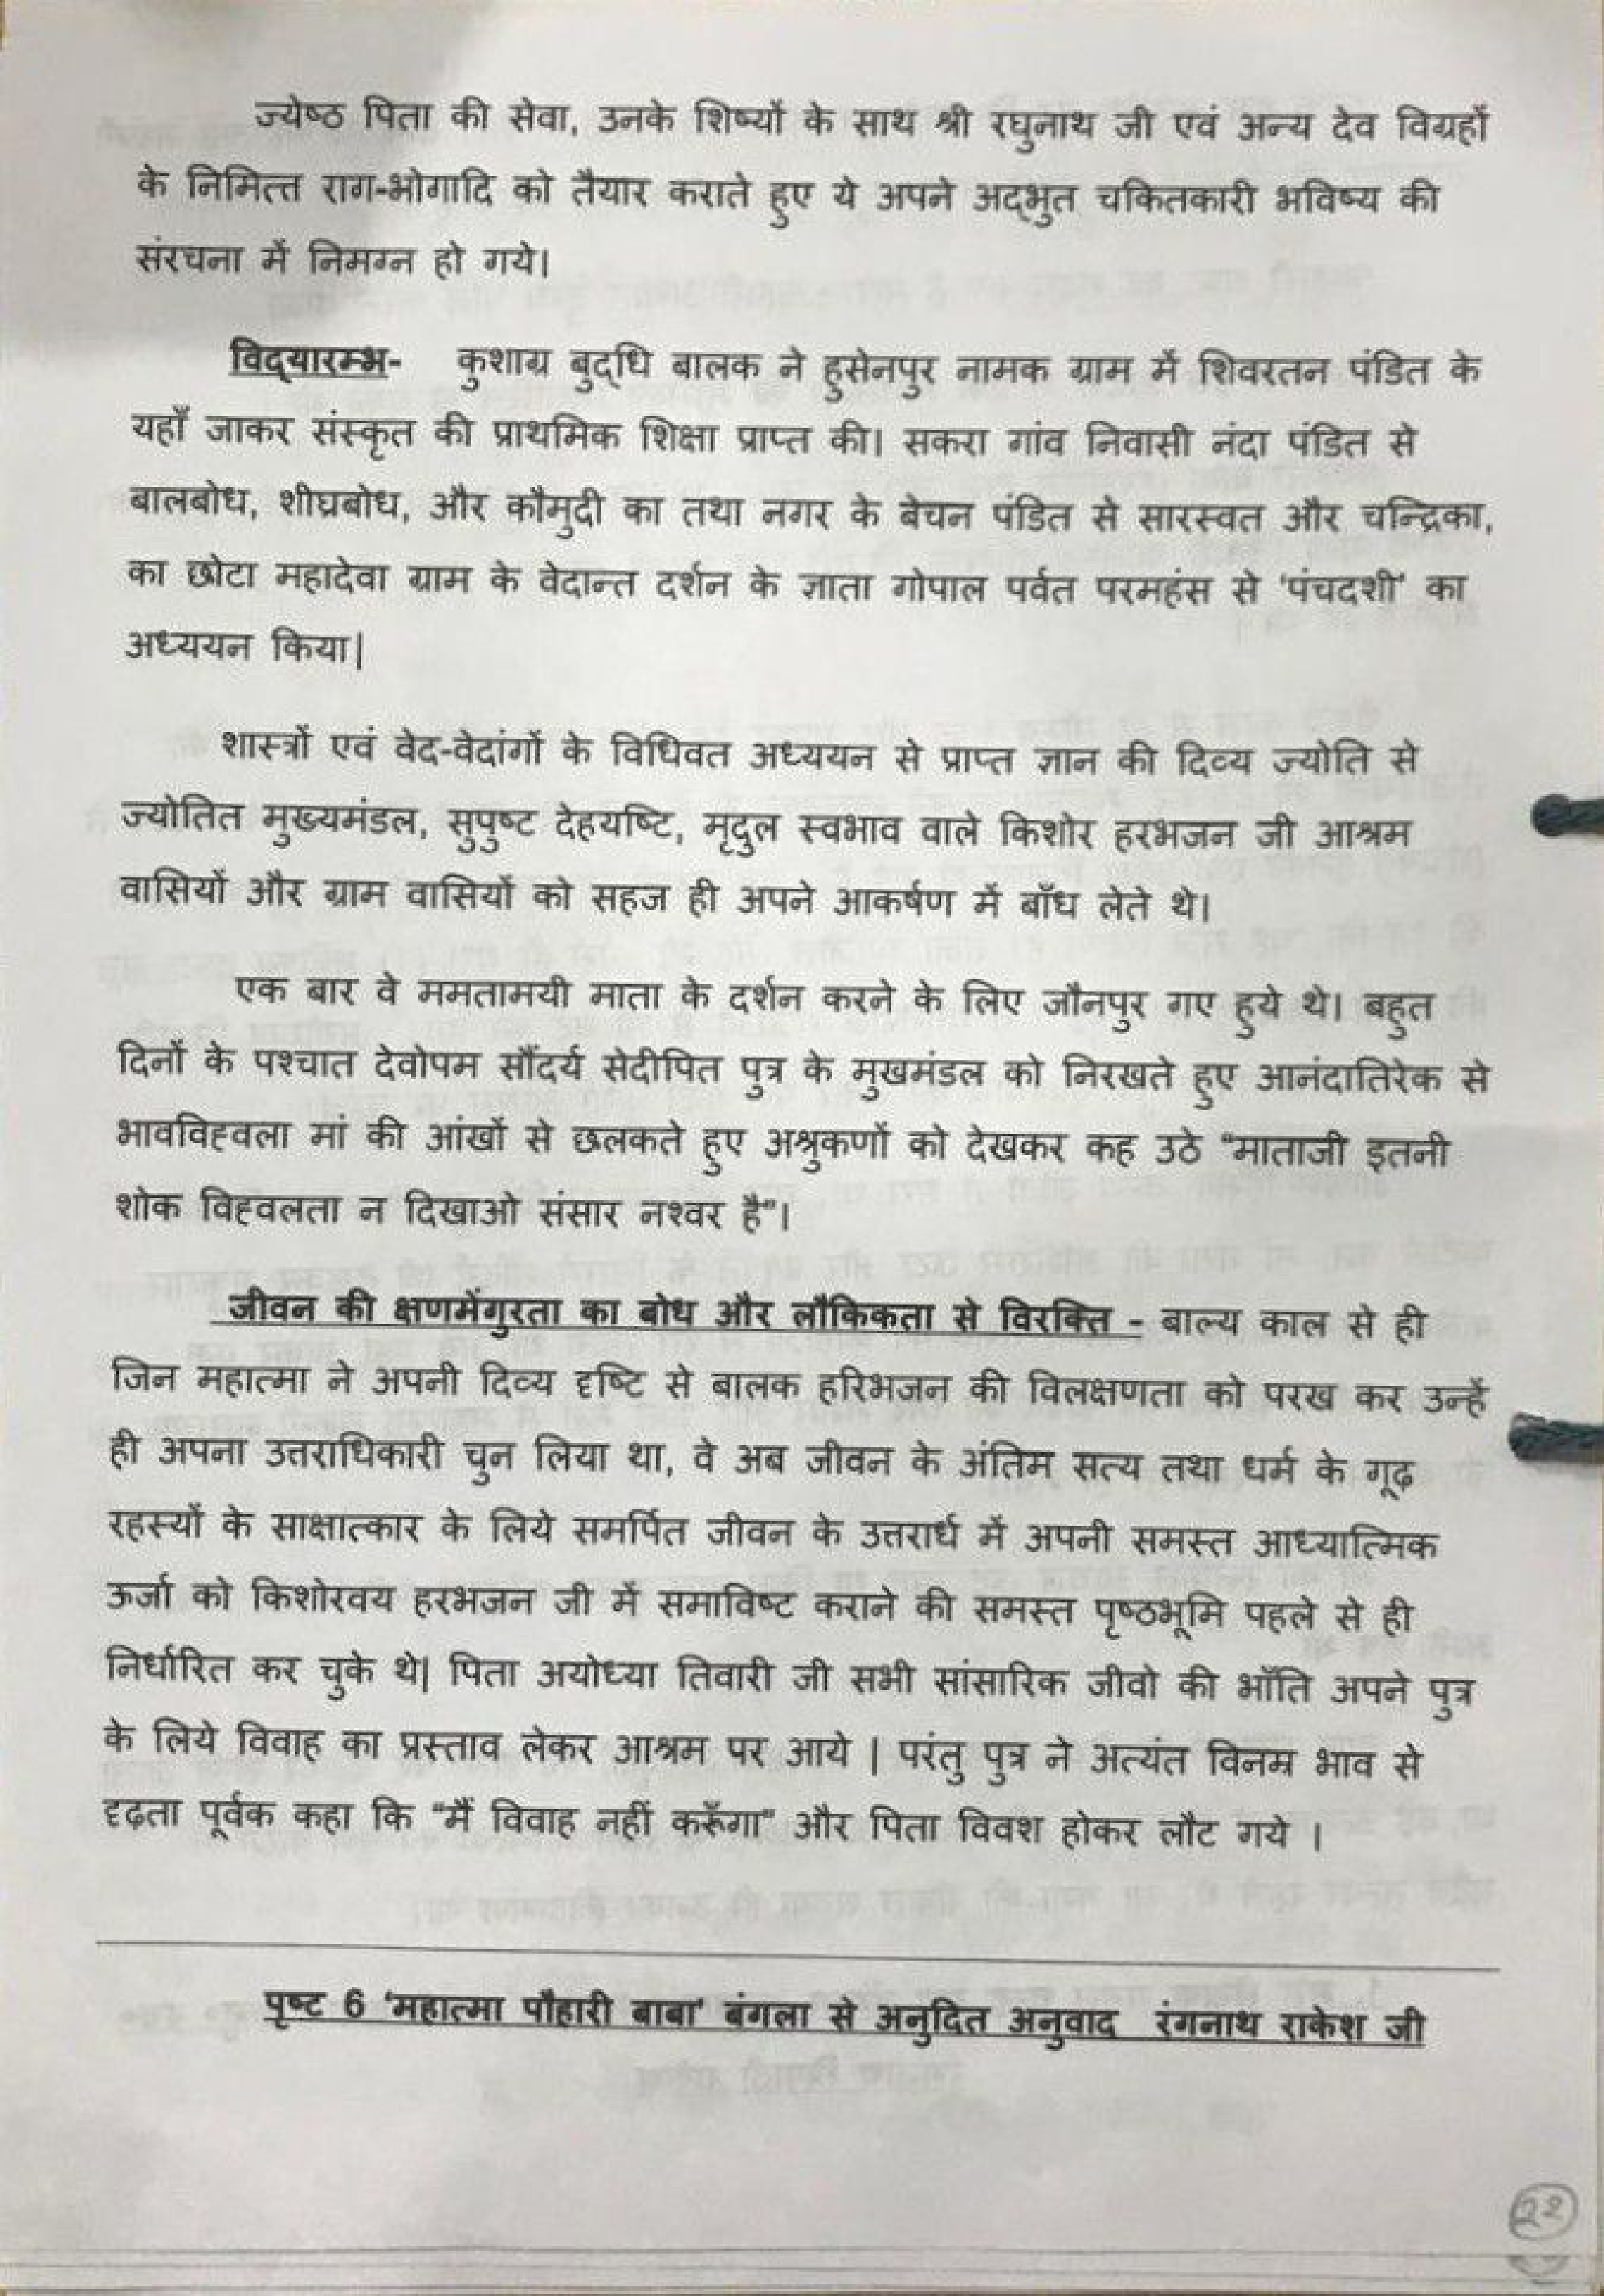 ज्येष्ठ पिता की सेवा, उनके शिष्यों के साथ श्री रघुनाथ जी एवं अन्य देव विग्रहों
के निमित्त राग-भोगादि को तैयार कराते हुए ये अपने अद्भुत चकितकारी भविष्य की
संरचना में निमग्न हो गये।
विद्यारम्भ- कुशाग्र बुद्धि बालक ने हुसेनपुर नामक ग्राम में शिवरतन पंडित के
यहाँ जाकर संस्कृत की प्राथमिक शिक्षा प्राप्त की। सकरा गांव निवासी नंदा पंडित से
बालबोध, शीघ्रबोध, और कौमुदी का तथा नगर के बेचन पंडित से सारस्वत और चन्द्रिका,
का छोटा महादेवा ग्राम के वेदान्त दर्शन के ज्ञाता गोपाल पर्वत परमहंस से 'पंचदशी' का
अध्ययन किया|
शास्त्रों एवं वेद-वेदांगों के विधिवत अध्ययन से प्राप्त ज्ञान की दिव्य ज्योति से
ज्योतित मुख्यमंडल, सुपुष्ट देहयष्टि, मृदुल स्वभाव वाले किशोर हरभजन जी आश्रम
वासियों और ग्राम वासियों को सहज ही अपने आकर्षण में बाँध लेते थे।
एक बार वे ममतामयी माता के दर्शन करने के लिए जौनपुर गए हुये थे। बहुत
दिनों के पश्चात देवोपम सौंदर्य सेदीपित पुत्र के मुखमंडल को निरखते हुए आनंदातिरेक से
भावविह्वला मां की आंखों से छलकते हुए अश्रुकणों को देखकर कह उठे "माताजी इतनी
शोक विह्वलता न दिखाओ संसार नश्वर है"।
जीवन की क्षणमेंगुरता का बोध और लौकिकता से विरक्ति - बाल्य काल से ही
जिन महात्मा ने अपनी दिव्य दृष्टि से बालक हरिभजन की विलक्षणता को परख कर उन्हें
ही अपना उत्तराधिकारी चुन लिया था, वे अब जीवन के अंतिम सत्य तथा धर्म के गूढ़
रहस्यों के साक्षात्कार के लिये समर्पित जीवन के उत्तरार्ध में अपनी समस्त आध्यात्मिक
ऊर्जा को किशोरवय हरभजन जी में समाविष्ट कराने की समस्त पृष्ठभूमि पहले से ही
निर्धारित कर चुके थे| पिता अयोध्या तिवारी जी सभी सांसारिक जीवो की भाँति अपने पुत्र
के लिये विवाह का प्रस्ताव लेकर आश्रम पर आये | परंतु पुत्र ने अत्यंत विनम्र भाव से
दृढ़ता पूर्वक कहा कि "मैं विवाह नहीं करूँगा" और पिता विवश होकर लौट गये ।
पृष्ट 6 'महात्मा पौहारी बाबा' बंगला से अनुदित अनुवाद रंगनाथ राकेश जी
22